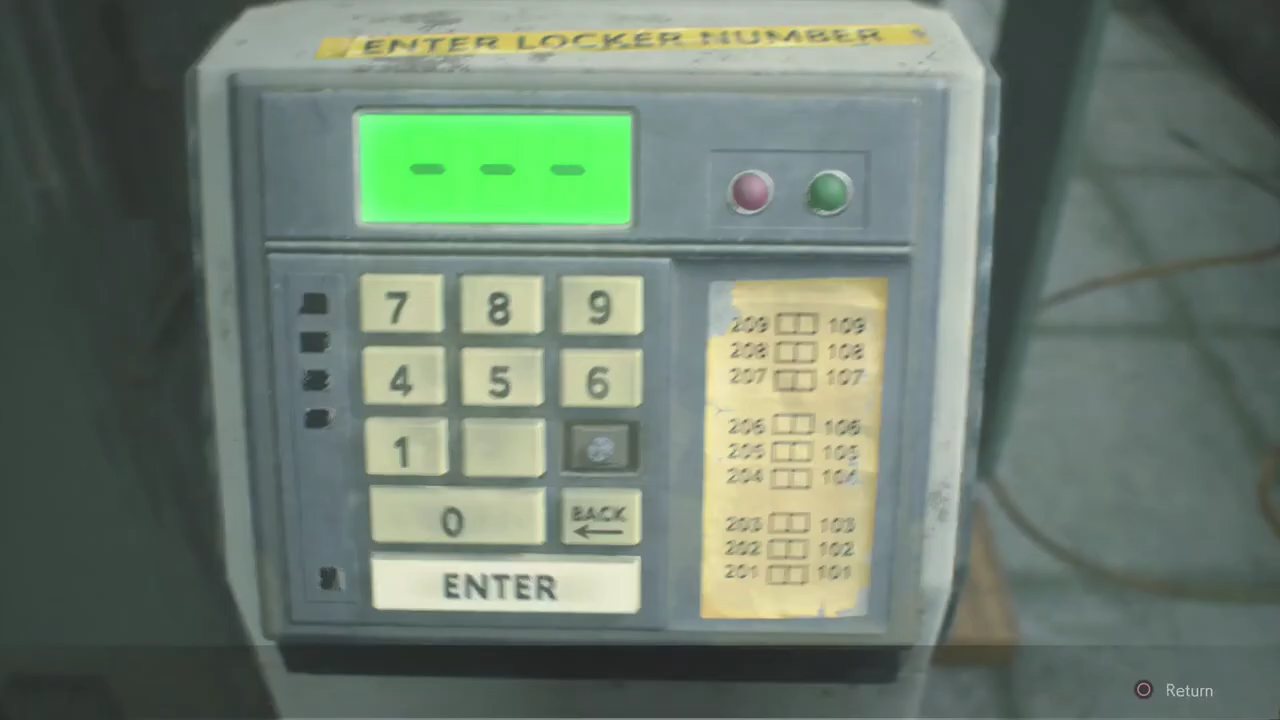 ENTER LOCKER NUMBER
- - -
7 8 9
4 5 6
1
0 BACK
ENTER
209 109
208 108
207 107
206 106
205 105
204 104
203 103
202 102
201 101
Return